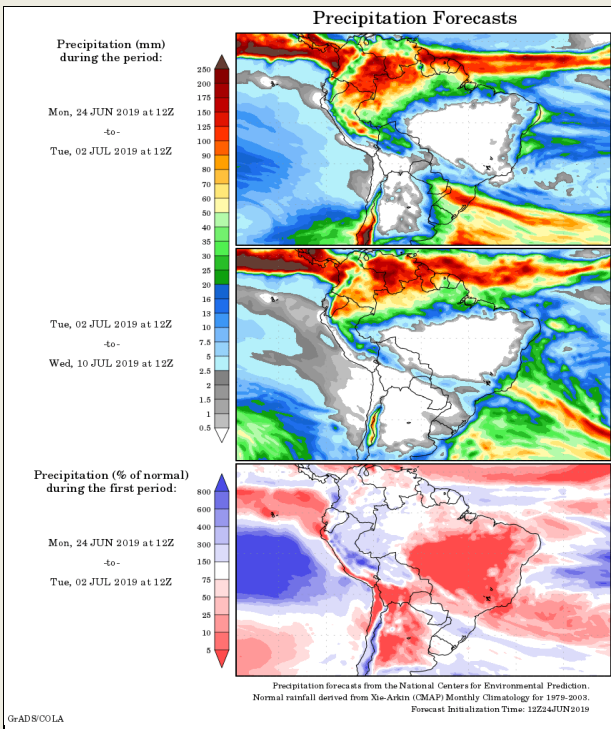 Precipitation Forecasts
Precipitation (mm)
during the period:
Mon, 24 JUN 2019 at 12Z
-to-
Tue, 02 JUL 2019 at 12Z
250
200
175
150
125
100
90
80
70
60
50
40
35
30
25
20
16
13
10
7.5
5
2.5
2
1.5
1
0.5
Tue, 02 JUL 2019 at 12Z
-to-
Wed, 10 JUL 2019 at 12Z
Precipitation (% of normal)
during the first period:
Mon, 24 JUN 2019 at 12Z
-to-
Tue, 02 JUL 2019 at 12Z
800
600
400
300
150
75
50
25
10
5
Precipitation forecasts from the National Centers for Environmental Prediction.
Normal rainfall derived from Xie-Arkin (CMAP) Monthly Climatology for 1979-2003.
Forecast Initialization Time: 12Z24JUN2019
GrADS/COLA